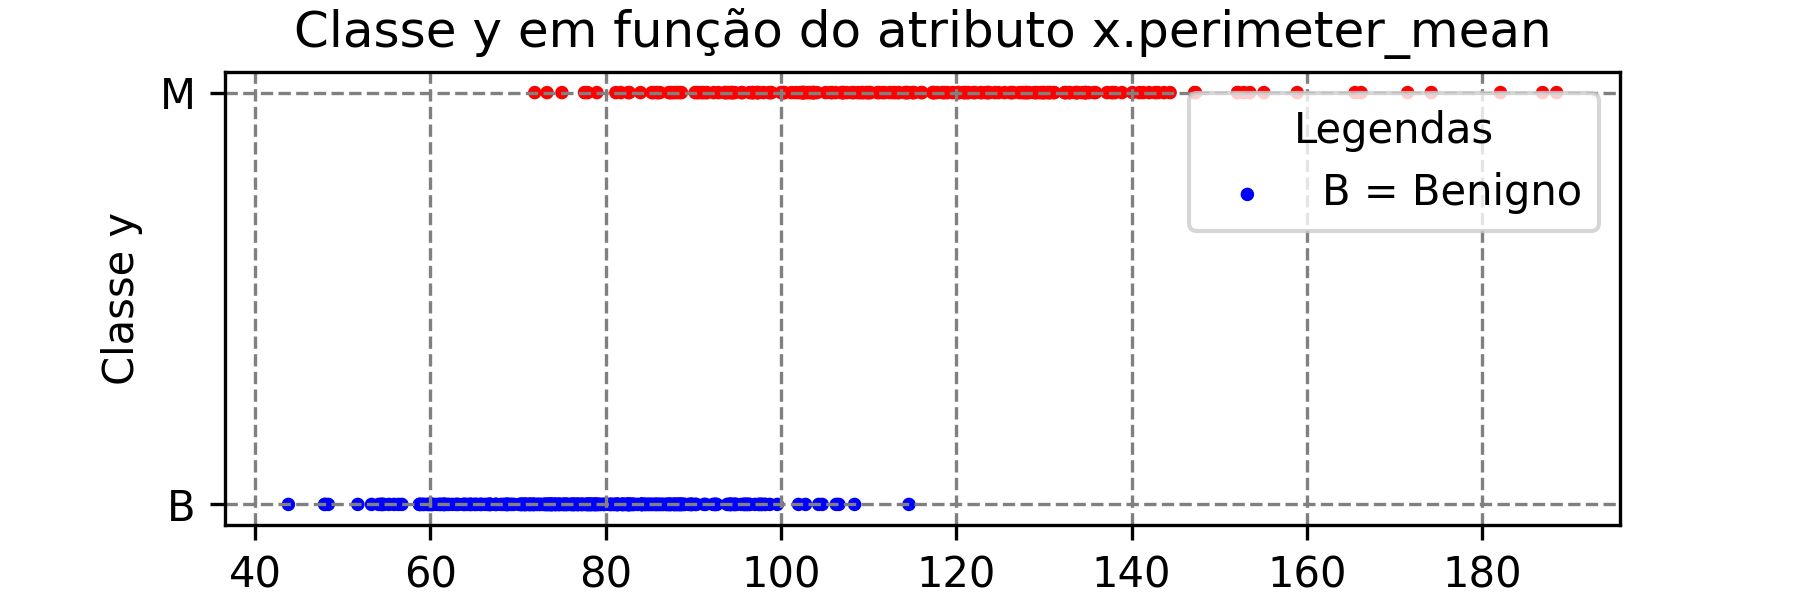 Classe y em função do atributo x.perimeter_mean
M
Legendas
B = Benigno
Classe y
B
40 60 80 100 120 140 160 180